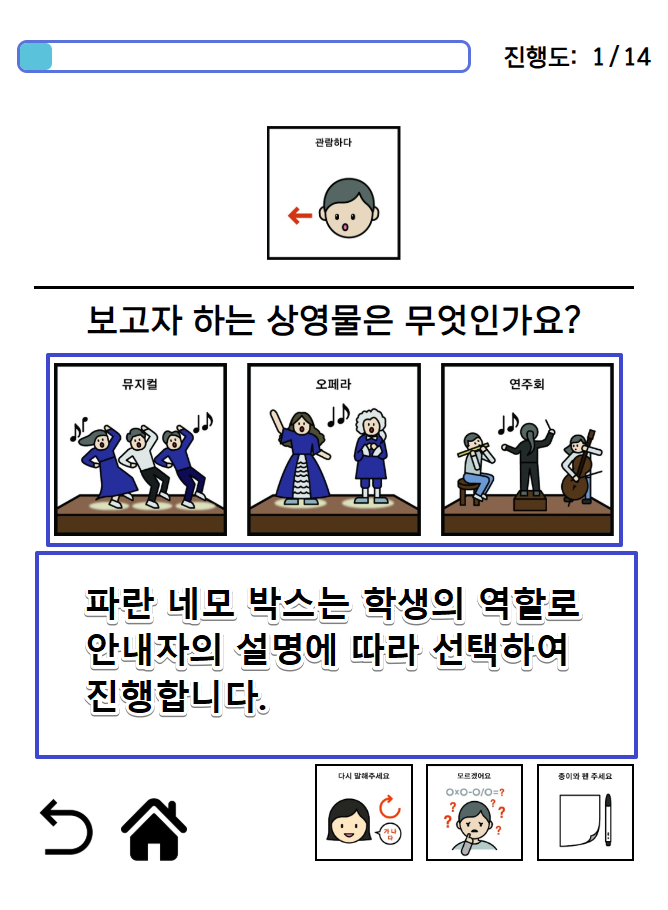 진행도: 1/14
관람하다
보고자 하는 상영물은 무엇인가요?
뮤지컬
오페라
연주회
파란 네모 박스는 학생의 역할로
안내자의 설명에 따라 선택하여
진행합니다.
다시 말해주세요
가 나
다
모르겠어요
O×O-O/O=?
종이와 펜 주세요